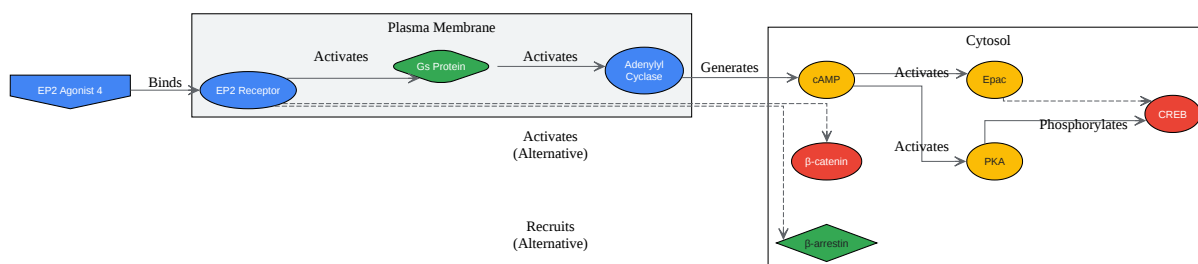 Plasma Membrane
Cytosol
EP2 Agonist 4
Binds
EP2 Receptor
Activates
Gs Protein
Activates
Adenylyl
Cyclase
Generates
cAMP
Activates
Epac
CREB
Phosphorylates
Activates
PKA
Activates
(Alternative)
β-catenin
Recruits
(Alternative)
β-arrestin